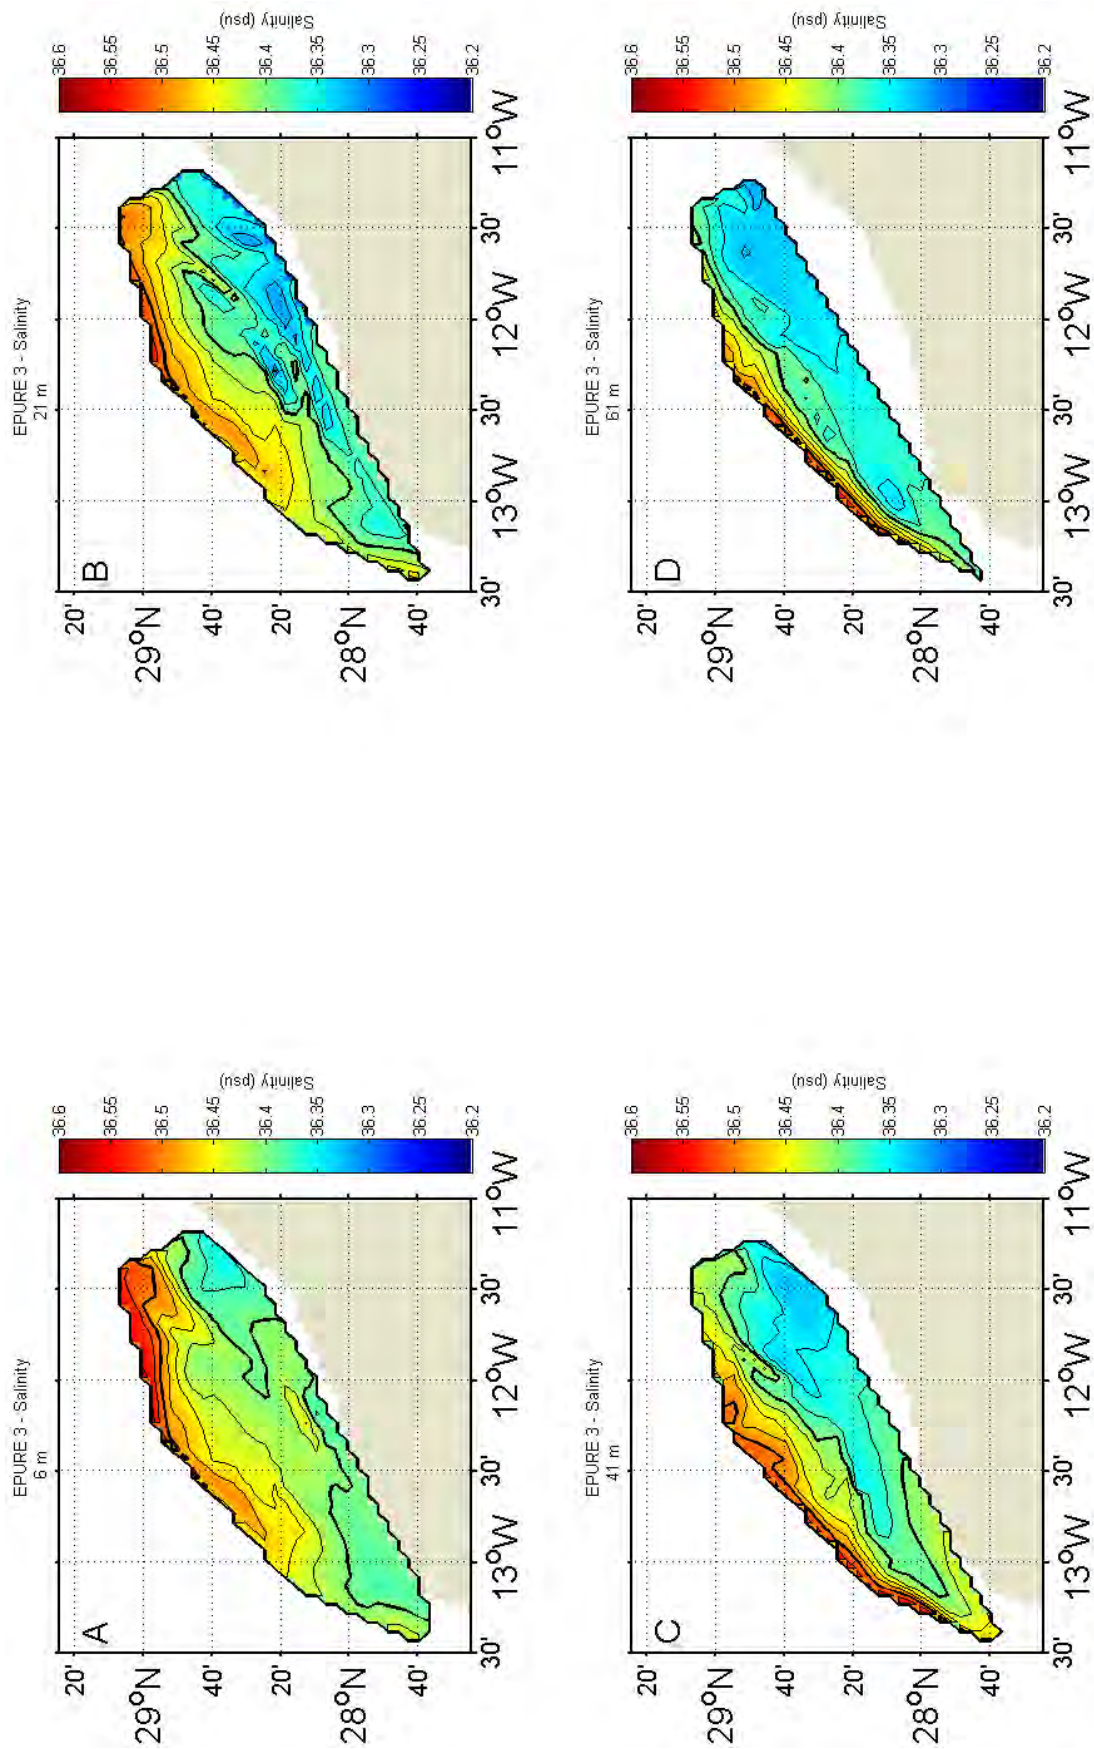 A
EPURE 3 - Salinity
6 m
20'
29°N
40'
20'
28°N
40'
30'
13°W
30'
12°W
30'
11°W
36.6
36.55
36.5
36.45
36.4
36.35
36.3
36.25
36.2
Salinity (psu)
B
EPURE 3 - Salinity
21 m
20'
29°N
40'
20'
28°N
40'
30'
13°W
30'
12°W
30'
11°W
36.6
36.55
36.5
36.45
36.4
36.35
36.3
36.25
36.2
Salinity (psu)
C
EPURE 3 - Salinity
41 m
20'
29°N
40'
20'
28°N
40'
30'
13°W
30'
12°W
30'
11°W
36.6
36.55
36.5
36.45
36.4
36.35
36.3
36.25
36.2
Salinity (psu)
D
EPURE 3 - Salinity
61 m
20'
29°N
40'
20'
28°N
40'
30'
13°W
30'
12°W
30'
11°W
36.6
36.55
36.5
36.45
36.4
36.35
36.3
36.25
36.2
Salinity (psu)